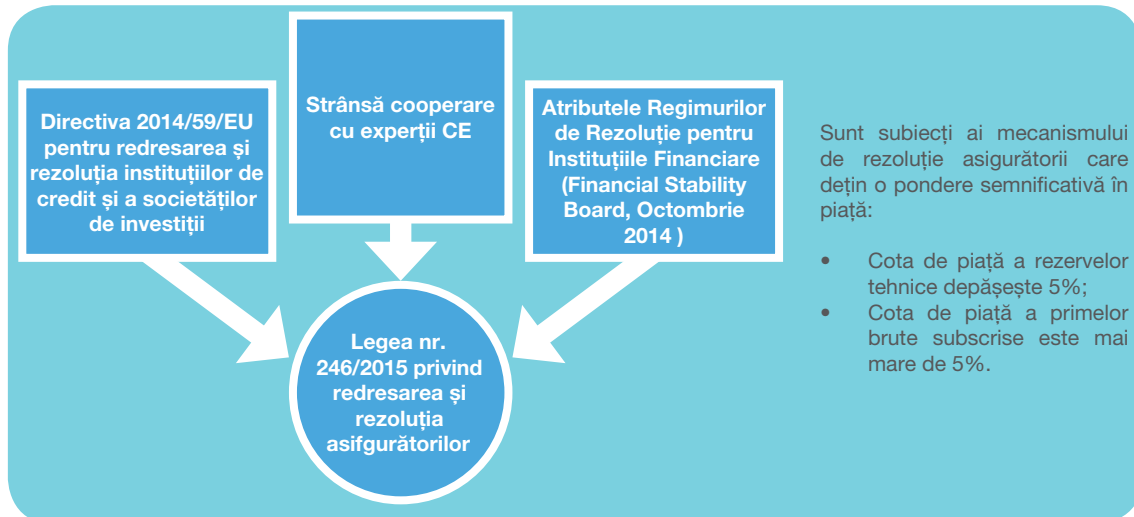 Directiva 2014/59/EU
pentru redresarea și
rezoluția instituțiilor de
credit și a societăților
de investiții
Strânsă cooperare
cu experții CE
Atributele Regimurilor
de Rezoluție pentru
Instituțiile Financiare
(Financial Stability
Board, Octombrie
2014 )
Legea nr.
246/2015 privind
redresarea și
rezoluția
asifgurătorilor
Sunt subiecți ai mecanismului
de rezoluție asigurătorii care
dețin o pondere semnificativă în
piață:
• Cota de piață a rezervelor
tehnice depășește 5%;
• Cota de piață a primelor
brute subscrise este mai
mare de 5%.